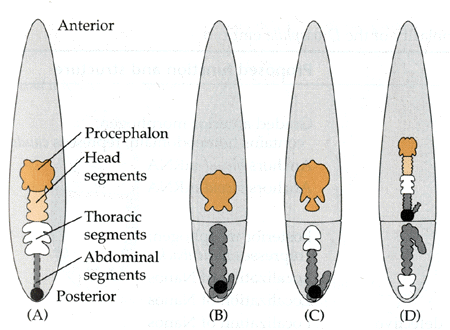 Anterior
Procephalon
Head
segments
Thoracic
segments
Abdominal
segments
Posterior
(A) (B) (C) (D)